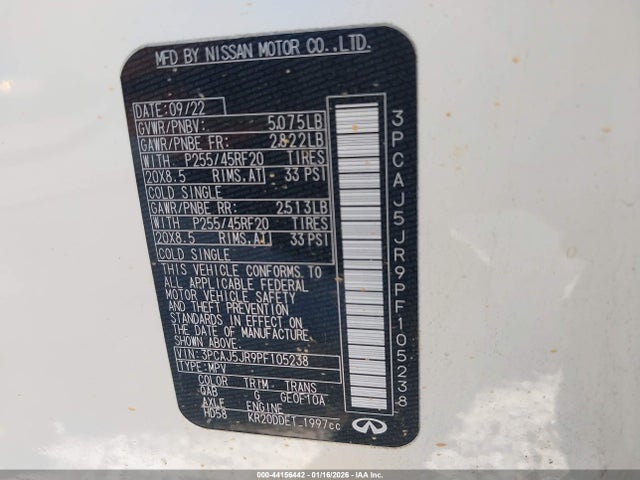 MFD BY NISSAN MOTOR CO.,LTD.
DATE: 09/22
GVWR/PNBV: 5075LB
GAWR/PNBE FR: 2822LB
WITH P255/45RF20 TIRES
20X8.5 RIMS.AT 33 PSI
COLD SINGLE
GAWR/PNBE RR: 2513LB
WITH P255/45RF20 TIRES
20X8.5 RIMS.AT 33 PSI
COLD SINGLE
THIS VEHICLE CONFORMS TO
ALL APPLICABLE FEDERAL
MOTOR VEHICLE SAFETY
AND THEFT PREVENTION
STANDARDS IN EFFECT ON
THE DATE OF MANUFACTURE.
SHOWN ABOVE.
VIN: 3PCAJ5JR9PF105238
TYPE: MPV
COLOR TRIM TRANS
QAB G GE0F10A
AXLE ENGINE
HD58 KR20DDET 1997cc
3PCAJ5JR9PF105238
000-44156442 - 01/16/2026 - IAA Inc.